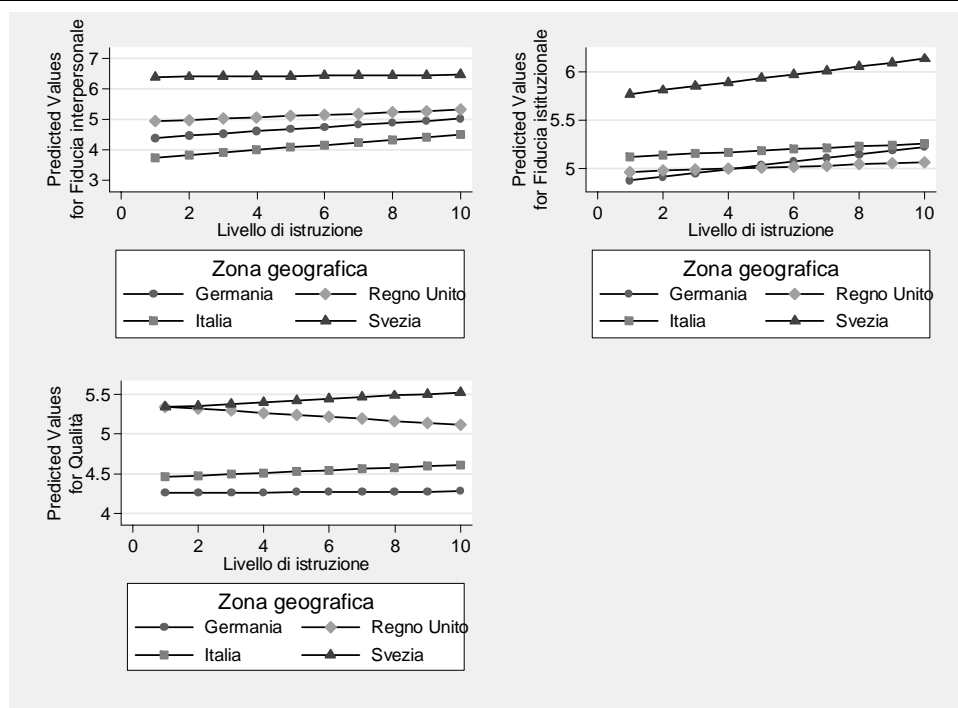 Predicted Values
for Fiducia interpersonale
7
6
5
4
3
0 2 4 6 8 10
Livello di istruzione
Zona geografica
Germania Regno Unito
Italia Svezia
Predicted Values
for Fiducia istituzionale
6
5.5
5
0 2 4 6 8 10
Livello di istruzione
Zona geografica
Germania Regno Unito
Italia Svezia
Predicted Values
for Qualità
5.5
5
4.5
4
0 2 4 6 8 10
Livello di istruzione
Zona geografica
Germania Regno Unito
Italia Svezia